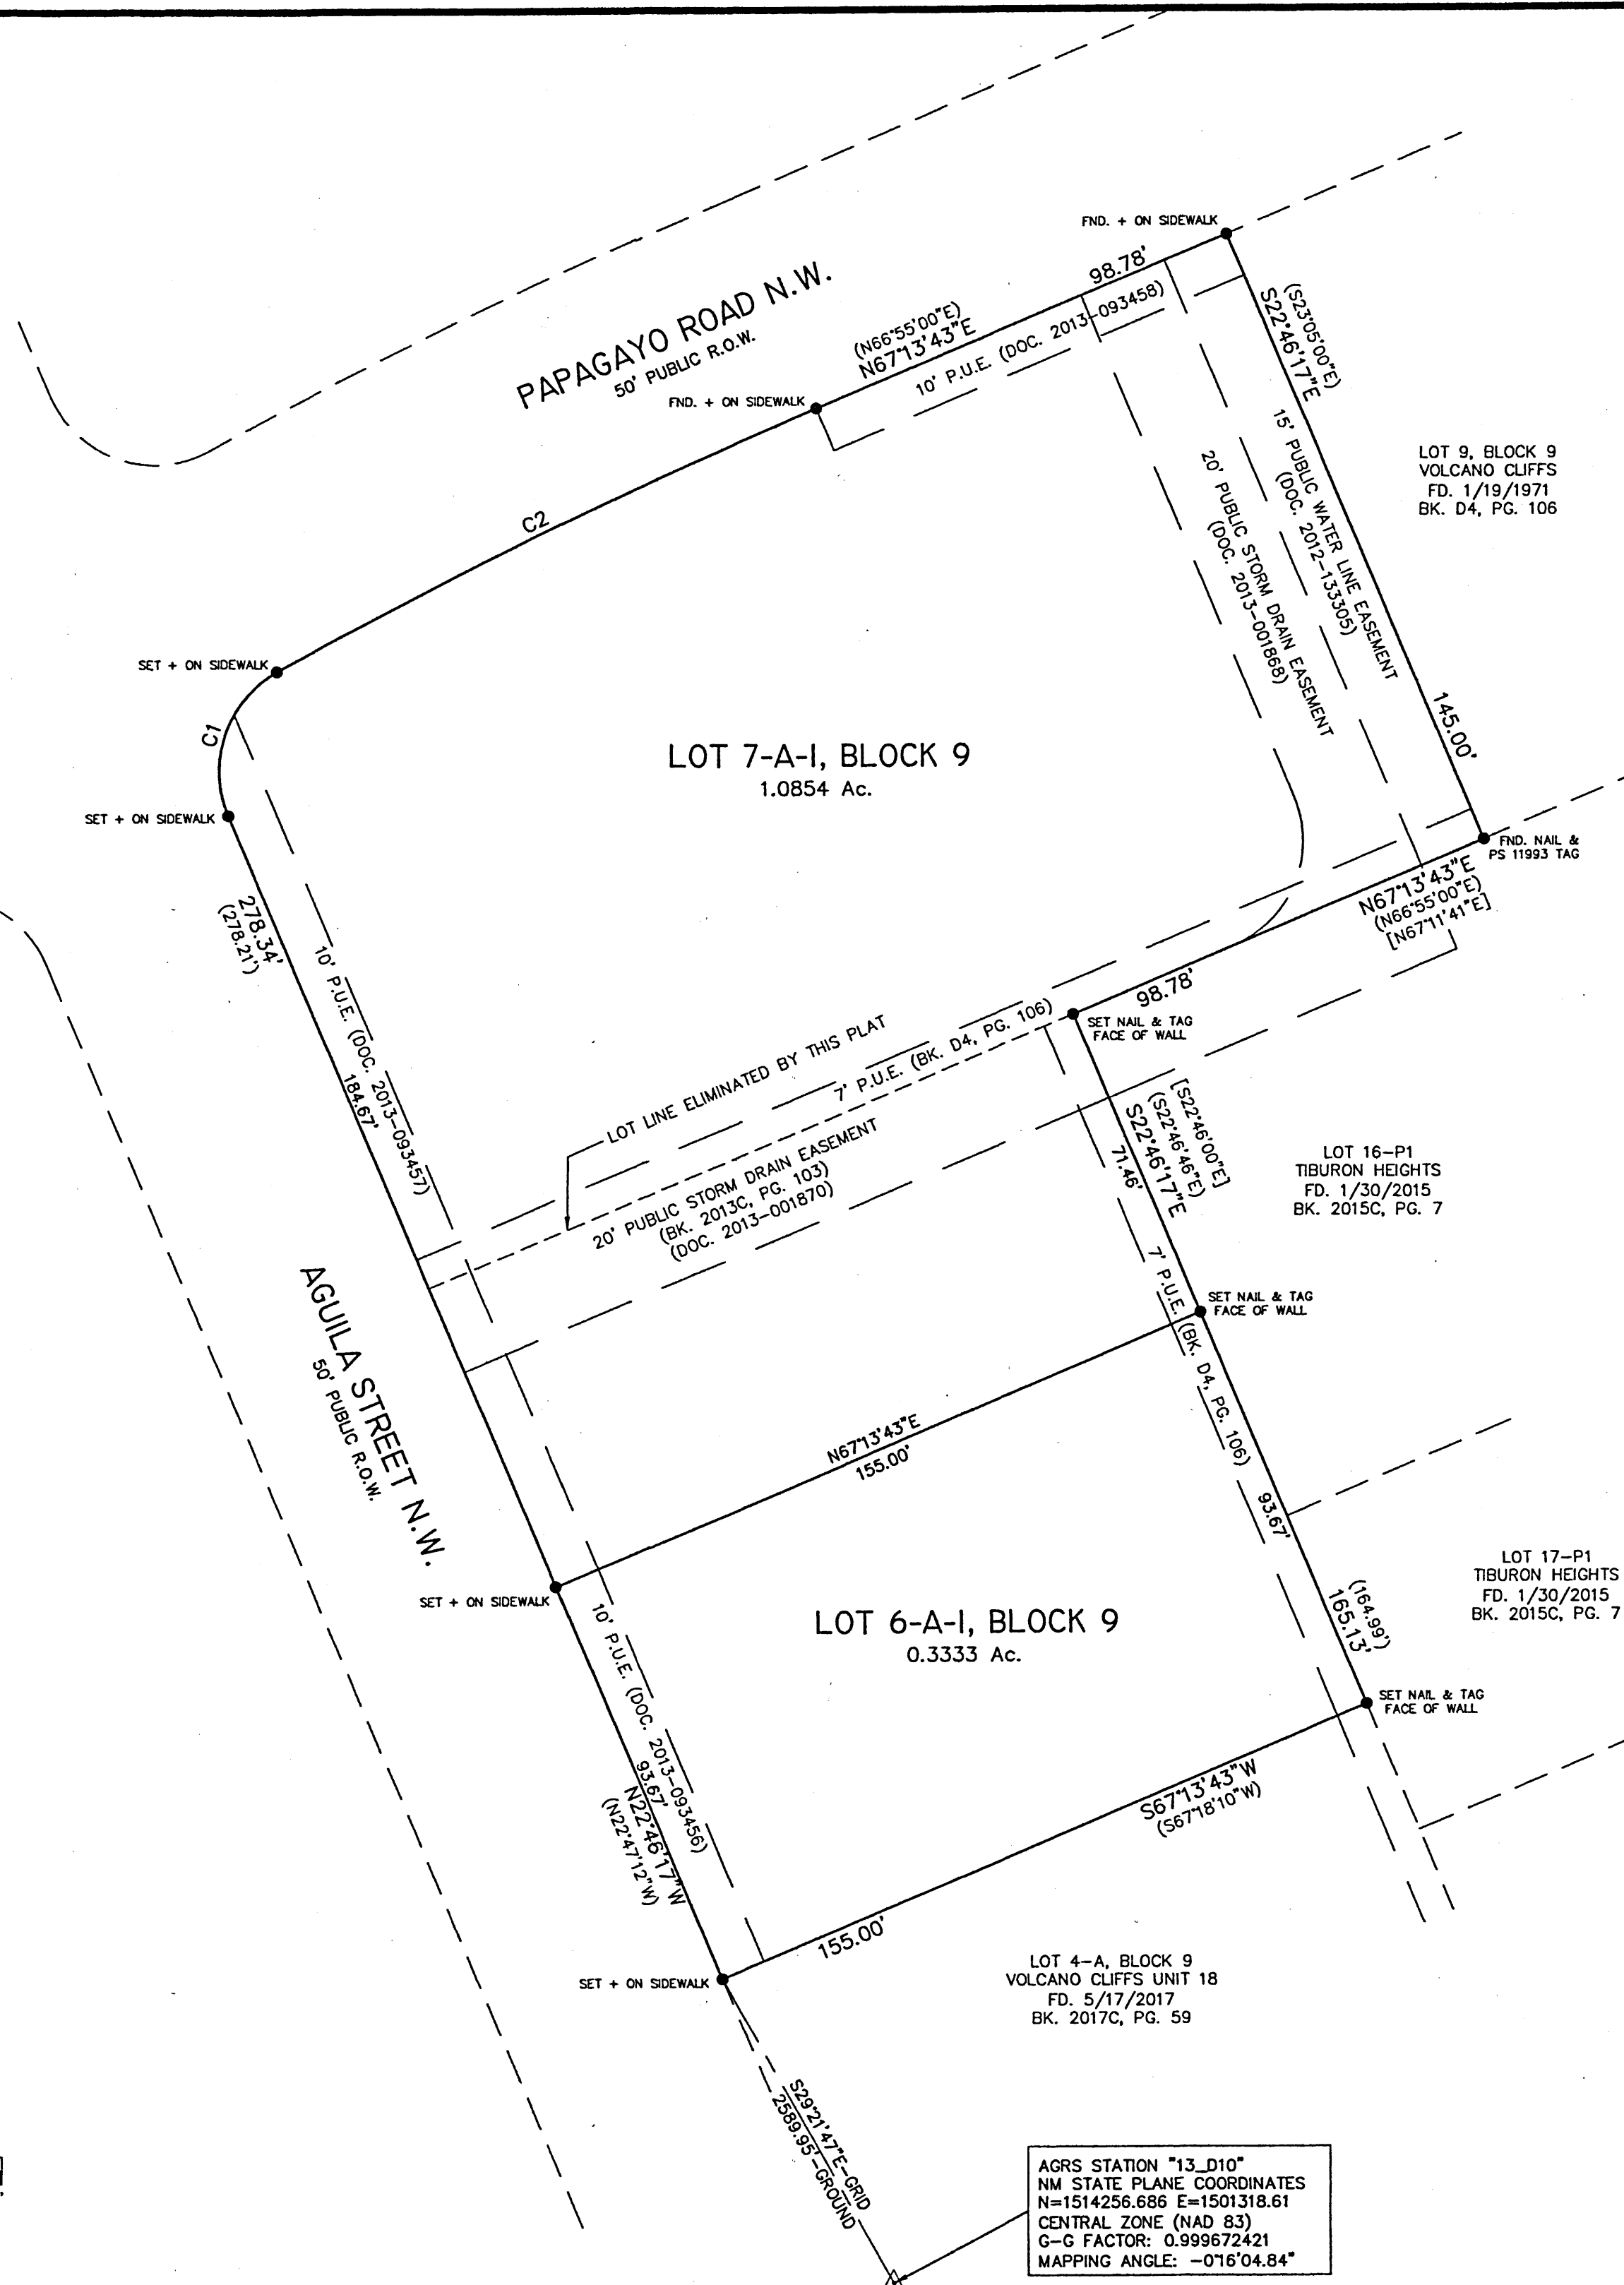 FND. + ON SIDEWALK
98.78'
PAPAGAYO ROAD N.W.
50' PUBLIC R.O.W.
(N66°55'00"E)
N67°13'43"E
10' P.U.E. (DOC. 2013-093458)
(S23°05'00"E)
S22°46'17"E
FND. + ON SIDEWALK
15' PUBLIC WATER LINE EASEMENT
(DOC. 2012-133305)
20' PUBLIC STORM DRAIN EASEMENT
(DOC. 2013-001868)
LOT 9, BLOCK 9
VOLCANO CLIFFS
FD. 1/19/1971
BK. D4, PG. 106
C2
SET + ON SIDEWALK
C1
145.00'
LOT 7-A-1, BLOCK 9
1.0854 Ac.
SET + ON SIDEWALK
FND. NAIL &
PS 11993 TAG
N67°13'43"E
(N66°55'00"E)
[N67°11'41"E]
278.34'
(278.21')
10' P.U.E. (DOC. 2013-093457)
184.67'
98.78'
SET NAIL & TAG
FACE OF WALL
LOT LINE ELIMINATED BY THIS PLAT
7' P.U.E. (BK. D4, PG. 106)
20' PUBLIC STORM DRAIN EASEMENT
(BK. 2013C, PG. 103)
(DOC. 2013-001870)
[S22°46'00"E]
(S22°46'46"E)
S22°46'17"E
71.46'
LOT 16-P1
TIBURON HEIGHTS
FD. 1/30/2015
BK. 2015C, PG. 7
AGUILA STREET N.W.
50' PUBLIC R.O.W.
7' P.U.E. (BK. D4, PG. 106)
SET NAIL & TAG
FACE OF WALL
N67°13'43"E
155.00'
93.67'
LOT 17-P1
TIBURON HEIGHTS
FD. 1/30/2015
BK. 2015C, PG. 7
(164.99')
165.13'
SET + ON SIDEWALK
LOT 6-A-1, BLOCK 9
0.3333 Ac.
10' P.U.E. (DOC. 2013-093456)
93.67'
N22°46'17"W
(N22°47'12"W)
SET NAIL & TAG
FACE OF WALL
S67°13'43"W
(S67°18'10"W)
155.00'
SET + ON SIDEWALK
LOT 4-A, BLOCK 9
VOLCANO CLIFFS UNIT 18
FD. 5/17/2017
BK. 2017C, PG. 59
S29°21'47"E-GRID
2589.95'-GROUND
AGRS STATION "13_D10"
NM STATE PLANE COORDINATES
N=1514256.686 E=1501318.61
CENTRAL ZONE (NAD 83)
G-G FACTOR: 0.999672421
MAPPING ANGLE: -0°16'04.84"